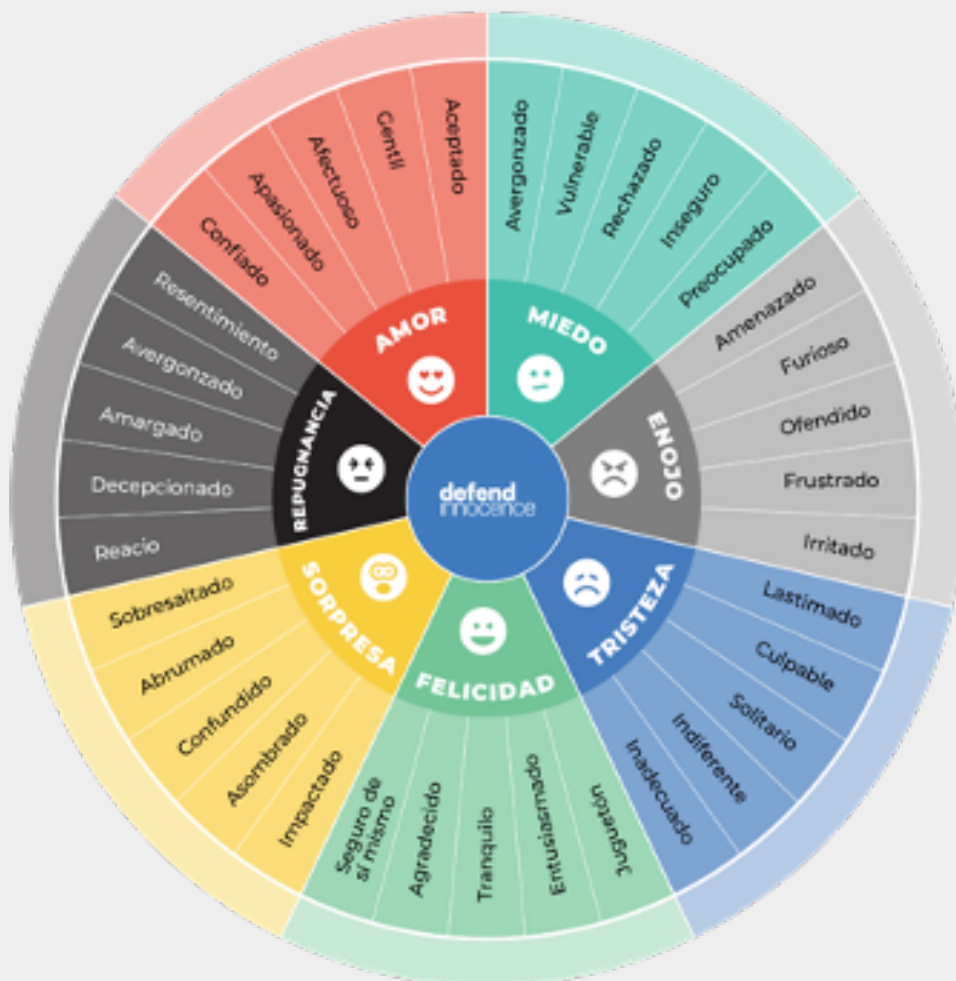 AMOR
Confiado
Apasionado
Afectuoso
Gentil
Aceptado
MIEDO
Avergonzado
Vulnerable
Rechazado
Inseguro
Preocupado
ENOJO
Amenazado
Furioso
Ofendido
Frustrado
Irritado
TRISTEZA
Lastimado
Culpable
Solitario
Indiferente
Inadecuado
FELICIDAD
Juguetón
Entusiasmado
Tranquilo
Agradecido
Seguro de
sí mismo
SORPRESA
Impactado
Asombrado
Confundido
Abrumado
Sobresaltado
REPUGNANCIA
Reacio
Decepcionado
Amargado
Avergonzado
Resentimiento
defend
innocence